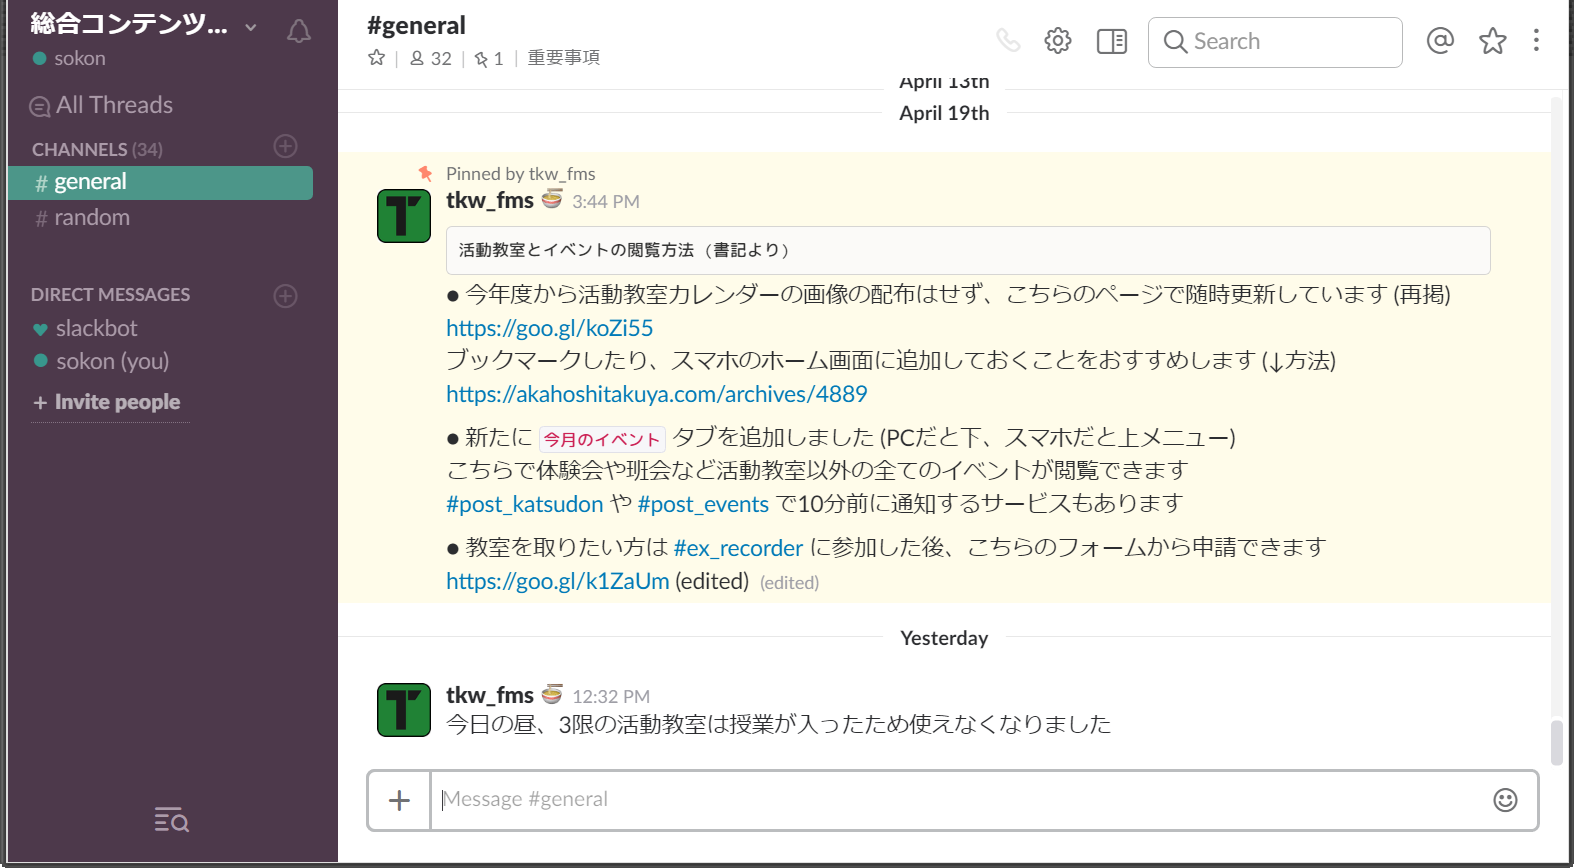 総合コンテンツ...
sokon
All Threads
CHANNELS (34)
# general
# random
DIRECT MESSAGES
slackbot
sokon (you)
+ Invite people
#general
32
1
重要事項
Search
April 13th
April 19th
Pinned by tkw_fms
tkw_fms 3:44 PM
活動教室とイベントの閲覧方法 (書記より)
● 今年度から活動教室カレンダーの画像の配布はせず、こちらのページで随時更新しています (再掲)
https://goo.gl/koZi55
ブックマークしたり、スマホのホーム画面に追加しておくことをおすすめします (↓方法)
https://akahoshitakuya.com/archives/4889
● 新たに 今月のイベント タブを追加しました (PCだと下、スマホだと上メニュー)
こちらで体験会や班会など活動教室以外の全てのイベントが閲覧できます
#post_katsudon や #post_events で10分前に通知するサービスもあります
● 教室を取りたい方は #ex_recorder に参加した後、こちらのフォームから申請できます
https://goo.gl/k1ZaUm (edited) (edited)
Yesterday
tkw_fms 12:32 PM
今日の昼、3限の活動教室は授業が入ったため使えなくなりました
Message #general